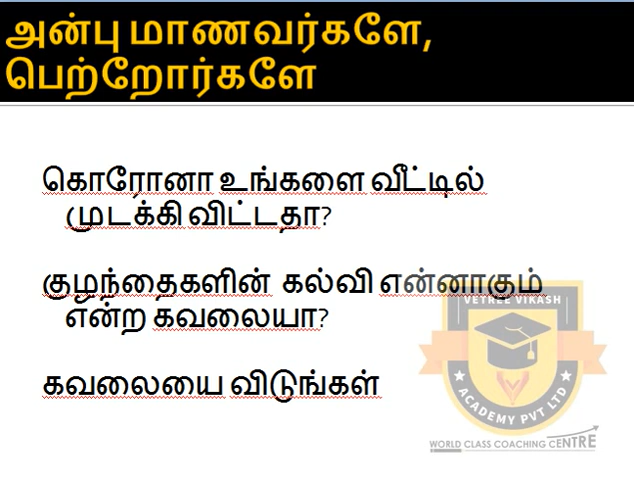 அன்பு மாணவர்களே,
பெற்றோர்களே
கொரோனா உங்களை வீட்டில்
முடக்கி விட்டதா?
குழந்தைகளின் கல்வி என்னாகும்
என்ற கவலையா?
கவலையை விடுங்கள்
VETREE VIKASH
ACADEMY PVT LTD
WORLD CLASS COACHING CENTRE